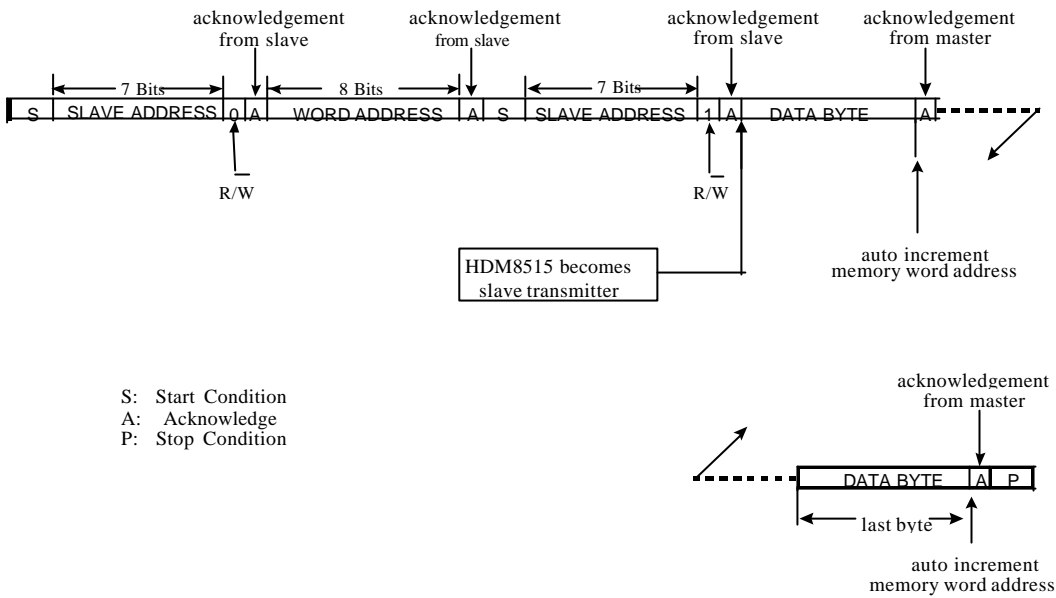 acknowledgement
from slave
acknowledgement
from slave
acknowledgement
from slave
acknowledgement
from master
7 Bits
8 Bits
7 Bits
S SLAVE ADDRESS 0 A WORD ADDRESS A S SLAVE ADDRESS 1 A DATA BYTE A
R/W̅
R/W̅
HDM8515 becomes
slave transmitter
auto increment
memory word address
S: Start Condition
A: Acknowledge
P: Stop Condition
acknowledgement
from master
DATA BYTE A P
last byte
auto increment
memory word address